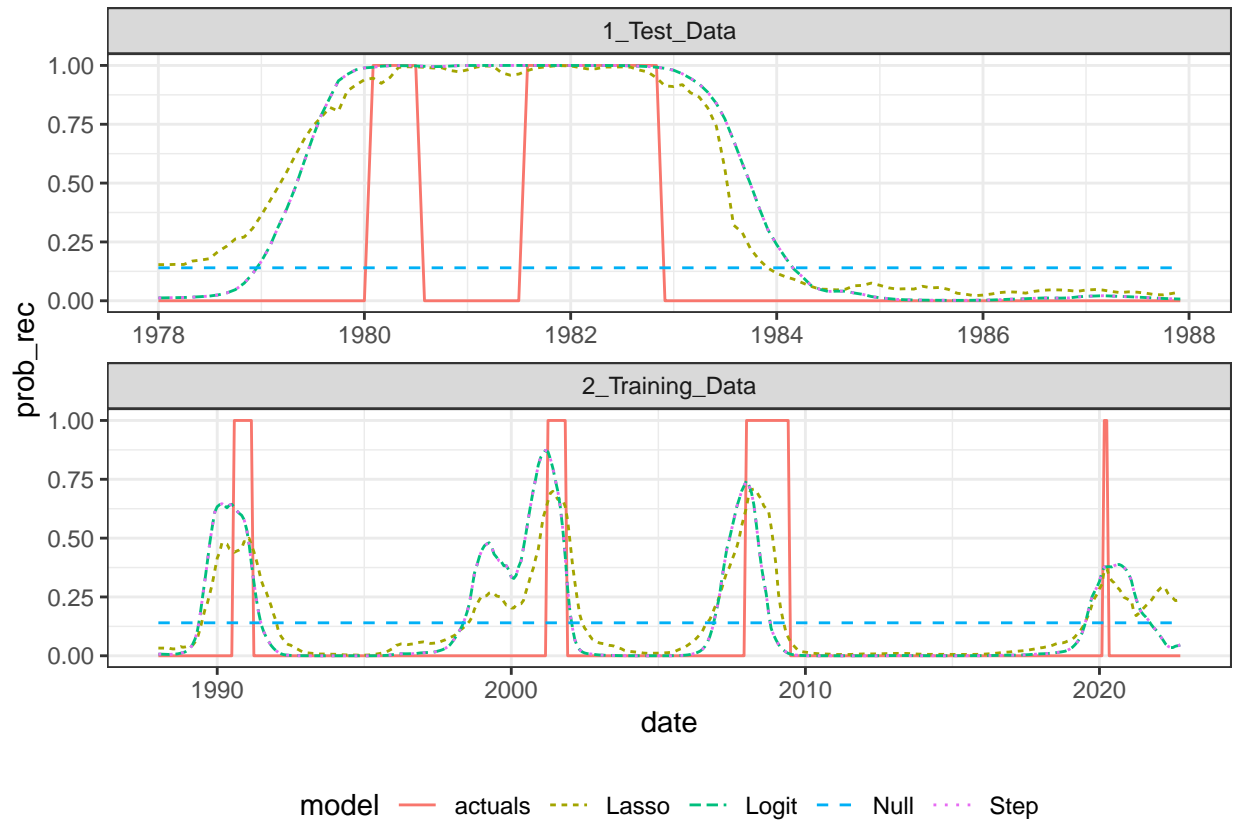 1_Test_Data
1.00
0.75
0.50
0.25
0.00
1978 1980 1982 1984 1986 1988
prob_rec
2_Training_Data
1.00
0.75
0.50
0.25
0.00
1990 2000 2010 2020
date
model actuals Lasso Logit Null Step